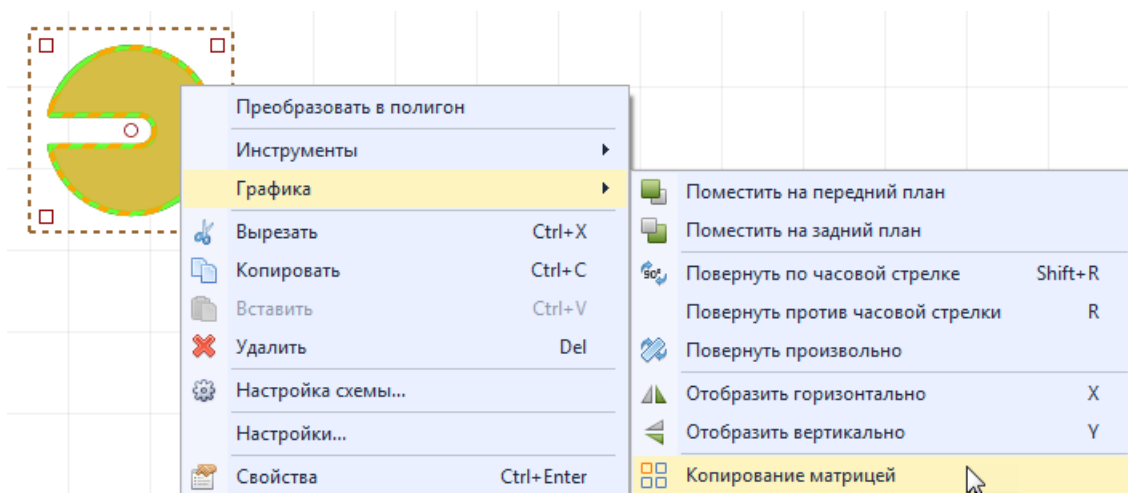 Преобразовать в полигон
Инструменты
Графика
Вырезать Ctrl+X
Копировать Ctrl+C
Вставить Ctrl+V
Удалить Del
Настройка схемы...
Настройки...
Свойства Ctrl+Enter
Поместить на передний план
Поместить на задний план
90° Повернуть по часовой стрелке Shift+R
Повернуть против часовой стрелки R
Повернуть произвольно
Отобразить горизонтально X
Отобразить вертикально Y
Копирование матрицей